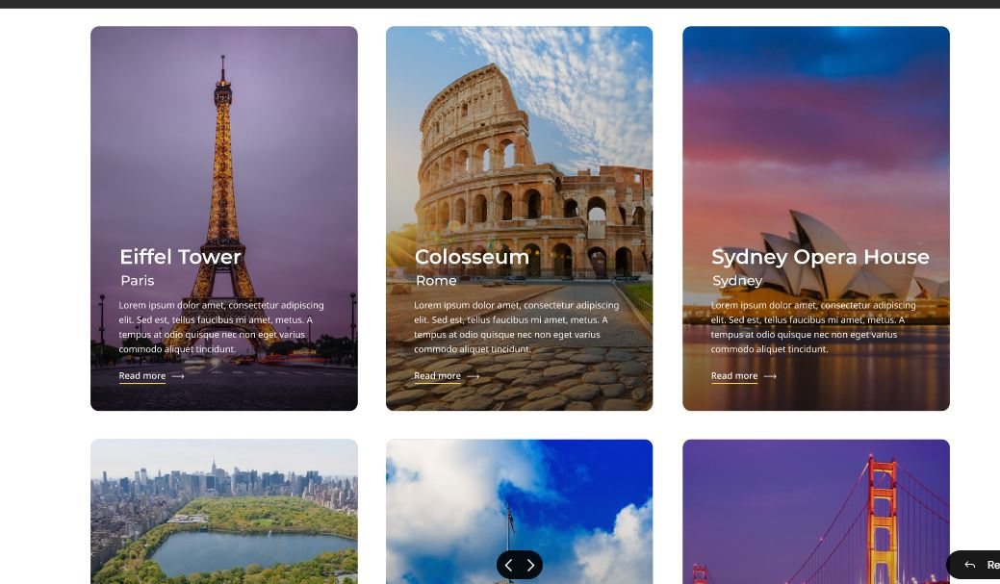 Eiffel Tower
Paris
Lorem ipsum dolor amet, consectetur adipiscing
elit. Sed est, tellus faucibus mi amet, metus. A
tempus at odio quisque nec non eget varius
commodo aliquet tincidunt.
Read more
Colosseum
Rome
Lorem ipsum dolor amet, consectetur adipiscing
elit. Sed est, tellus faucibus mi amet, metus. A
tempus at odio quisque nec non eget varius
commodo aliquet tincidunt.
Read more
Sydney Opera House
Sydney
Lorem ipsum dolor amet, consectetur adipiscing
elit. Sed est, tellus faucibus mi amet, metus. A
tempus at odio quisque nec non eget varius
commodo aliquet tincidunt.
Read more
Re